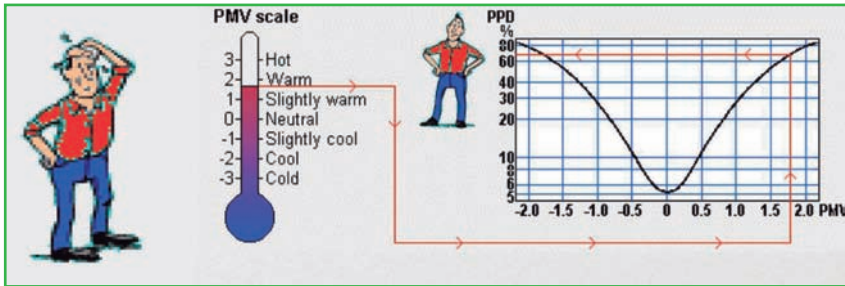 PMV scale
3 Hot
2 Warm
1 Slightly warm
0 Neutral
-1 Slightly cool
-2 Cool
-3 Cold
PPD
%
80
60
40
30
20
10
8
6
5
-2.0 -1.5 -1.0 -0.5 0 0.5 1.0 1.5 2.0 PMV